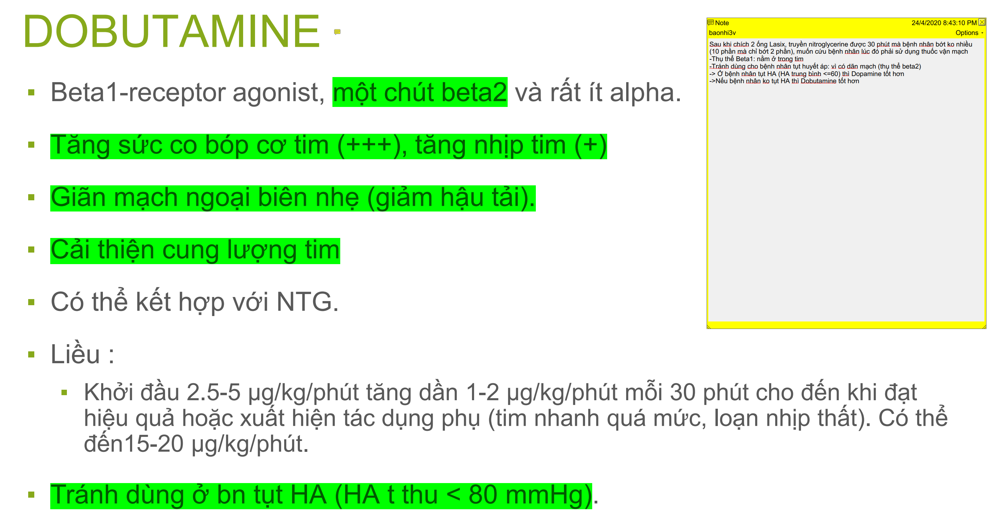 DOBUTAMINE
Beta1-receptor agonist, một chút beta2 và rất ít alpha.
Tăng sức co bóp cơ tim (+++), tăng nhịp tim (+)
Giãn mạch ngoại biên nhẹ (giảm hậu tải).
Cải thiện cung lượng tim
Có thể kết hợp với NTG.
Liều :
Khởi đầu 2.5-5 µg/kg/phút tăng dần 1-2 µg/kg/phút mỗi 30 phút cho đến khi đạt
hiệu quả hoặc xuất hiện tác dụng phụ (tim nhanh quá mức, loạn nhịp thất). Có thể
đến15-20 µg/kg/phút.
Tránh dùng ở bn tụt HA (HA t thu < 80 mmHg).
Note 24/4/2020 8:43:10 PM
baonhi3v Options
Sau khi chích 2 ống Lasix, truyền nitroglycerine được 30 phút mà bệnh nhân bớt ko nhiều
(10 phần mà chỉ bớt 2 phần), muốn cứu bệnh nhân lúc đó phải sử dụng thuốc vận mạch
-Thụ thể Beta1: nằm ở trong tim
-Tránh dùng cho bệnh nhân tụt huyết áp: vì có dãn mạch (thụ thể beta2)
-> Ở bệnh nhân tụt HA (HA trung bình <=60) thì Dopamine tốt hơn
->Nếu bệnh nhân ko tụt HA thì Dobutamine tốt hơn